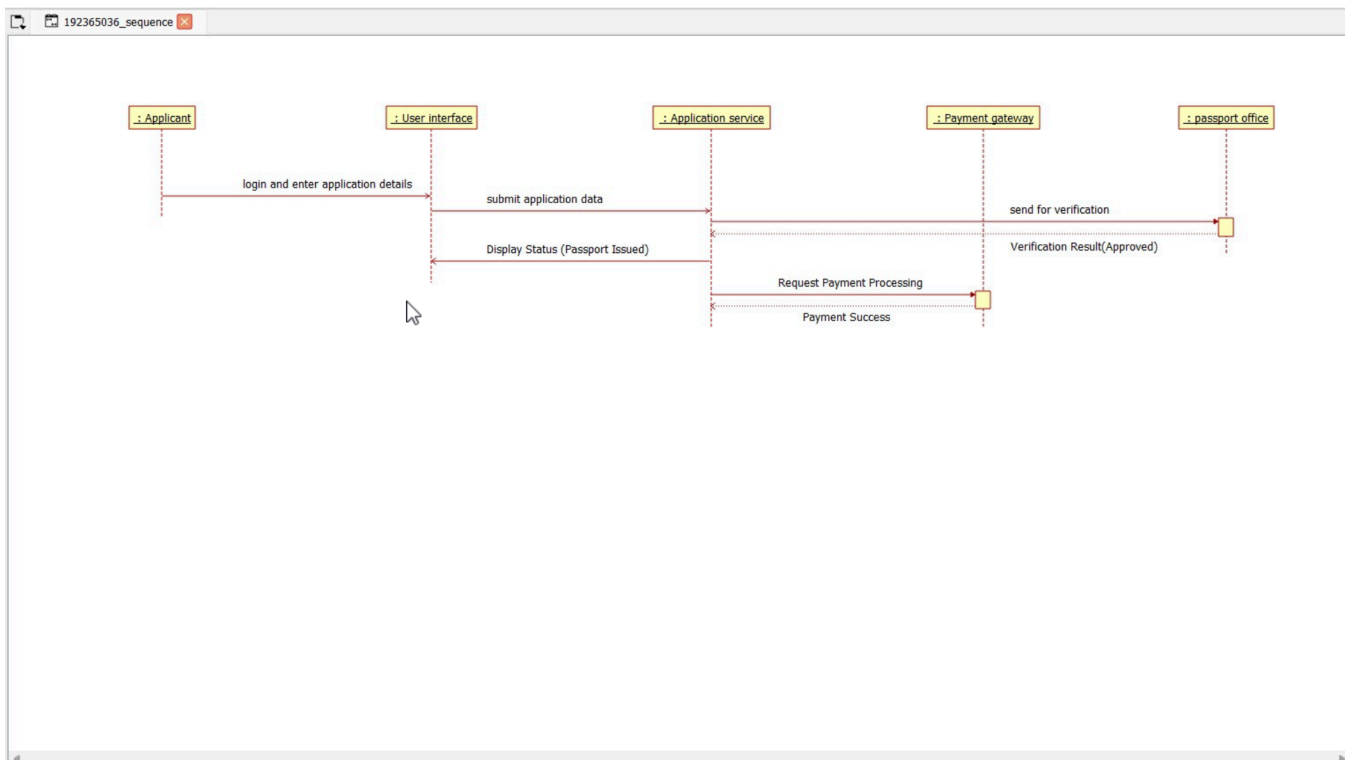 192365036_sequence
: Applicant
: User interface
: Application service
: Payment gateway
: passport office
login and enter application details
submit application data
send for verification
Verification Result(Approved)
Display Status (Passport Issued)
Request Payment Processing
Payment Success